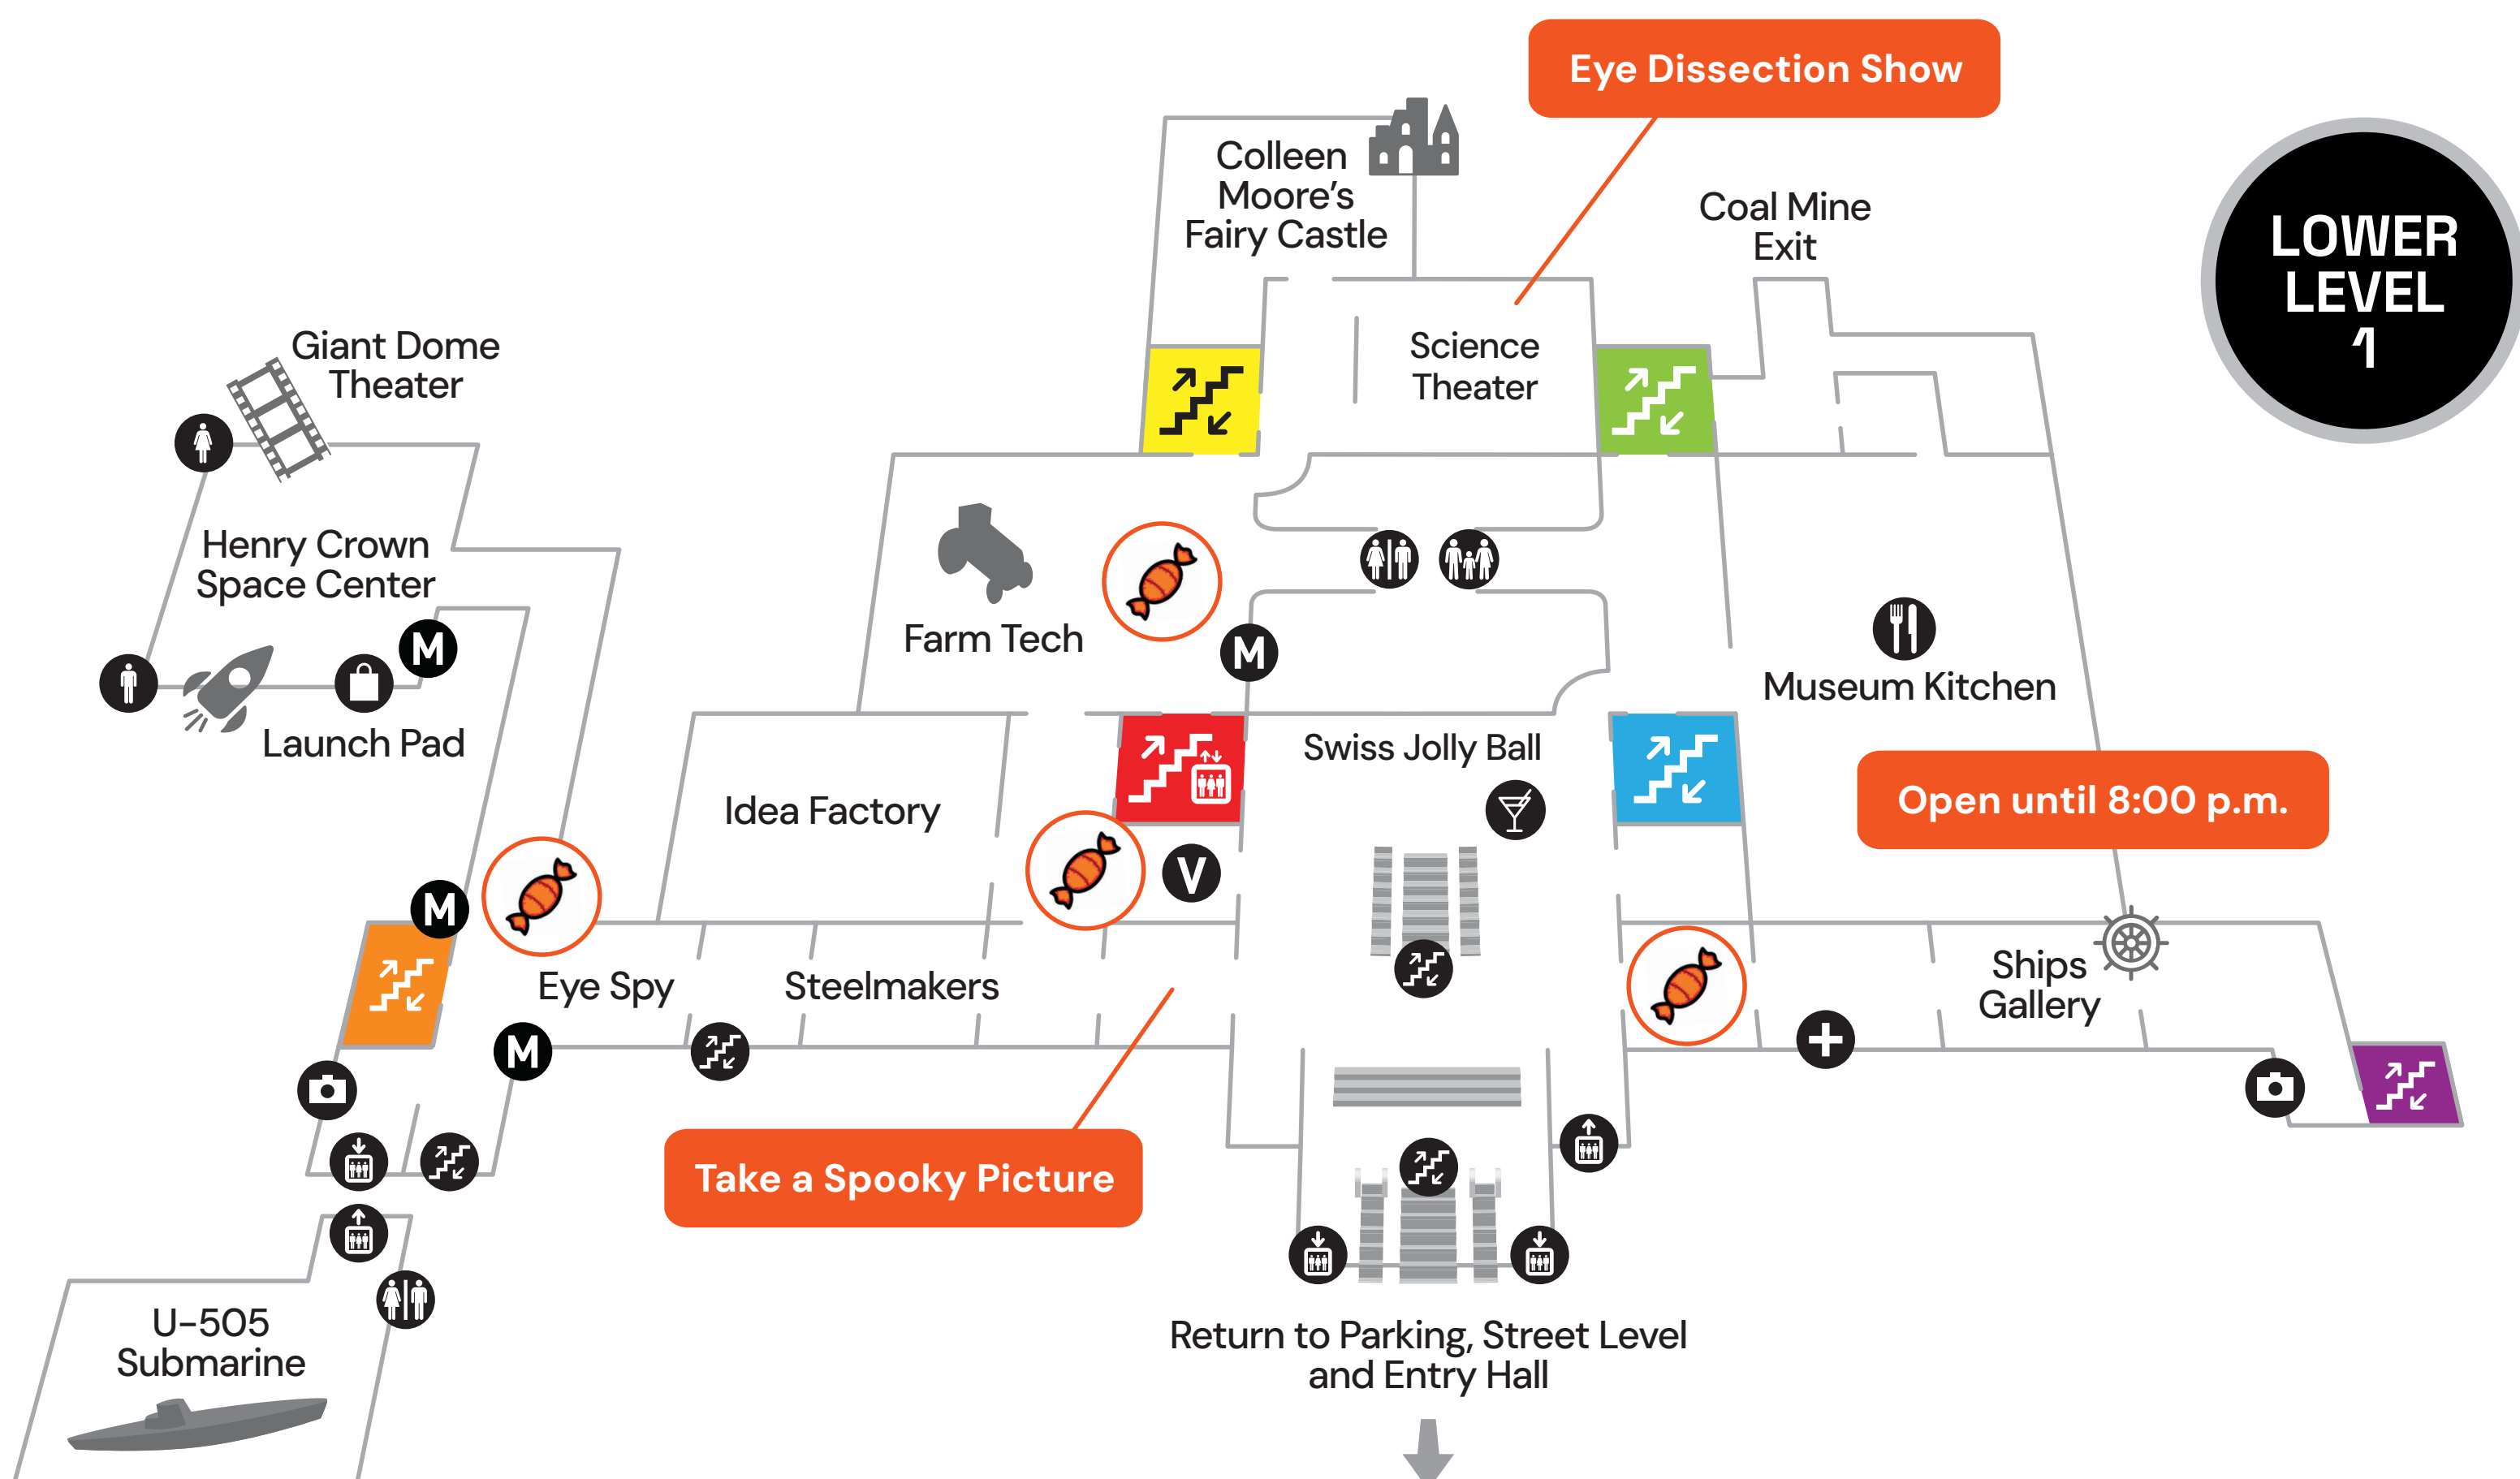 Eye Dissection Show
Colleen
Moore's
Fairy Castle
Coal Mine
Exit
LOWER
LEVEL
1
Giant Dome
Theater
Science
Theater
Henry Crown
Space Center
M
Launch Pad
Farm Tech
M
Museum Kitchen
Swiss Jolly Ball
Idea Factory
Open until 8:00 p.m.
V
M
Eye Spy
Steelmakers
Ships
Gallery
M
Take a Spooky Picture
U-505
Submarine
Return to Parking, Street Level
and Entry Hall